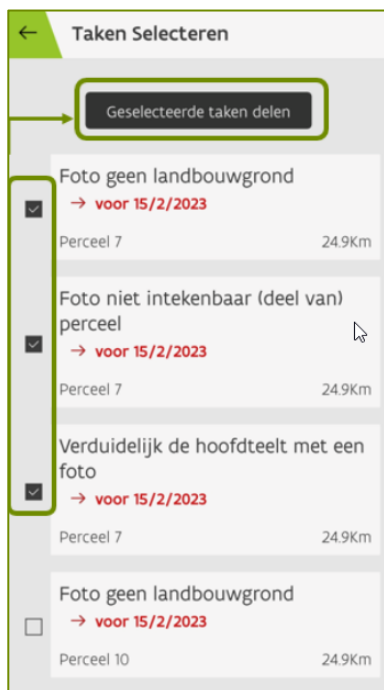 Taken Selecteren
Geselecteerde taken delen
Foto geen landbouwgrond
→ voor 15/2/2023
Perceel 7 24.9Km
Foto niet intekenbaar (deel van)
perceel
→ voor 15/2/2023
Perceel 7 24.9Km
Verduidelijk de hoofdteelt met een
foto
→ voor 15/2/2023
Perceel 7 24.9Km
Foto geen landbouwgrond
→ voor 15/2/2023
Perceel 10 24.9Km